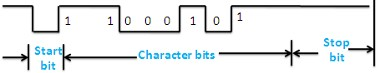 1 1 0 0 0 1 0 1
Start bit
Character bits
Stop bit